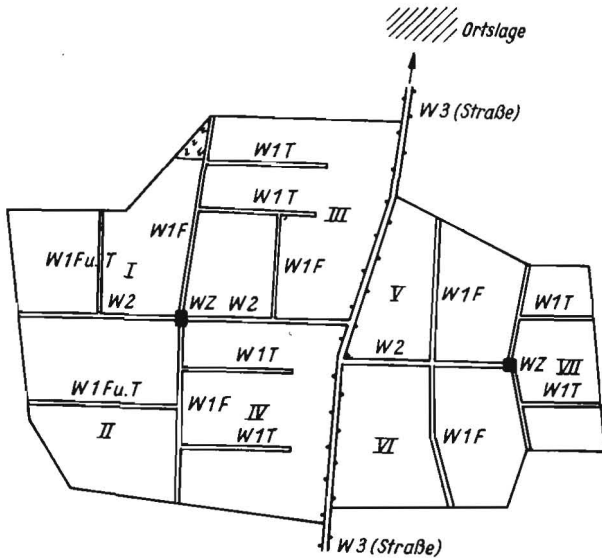 Ortslage
W3 (Straße)
W1T
W1T
III
W1F
W1F
W1Fu.T
I
W2
WZ
W2
V
W1F
W1T
W2
WZ
VII
W1T
W1T
W1Fu.T
W1F
IV
W1T
II
VI
W1F
W3 (Straße)